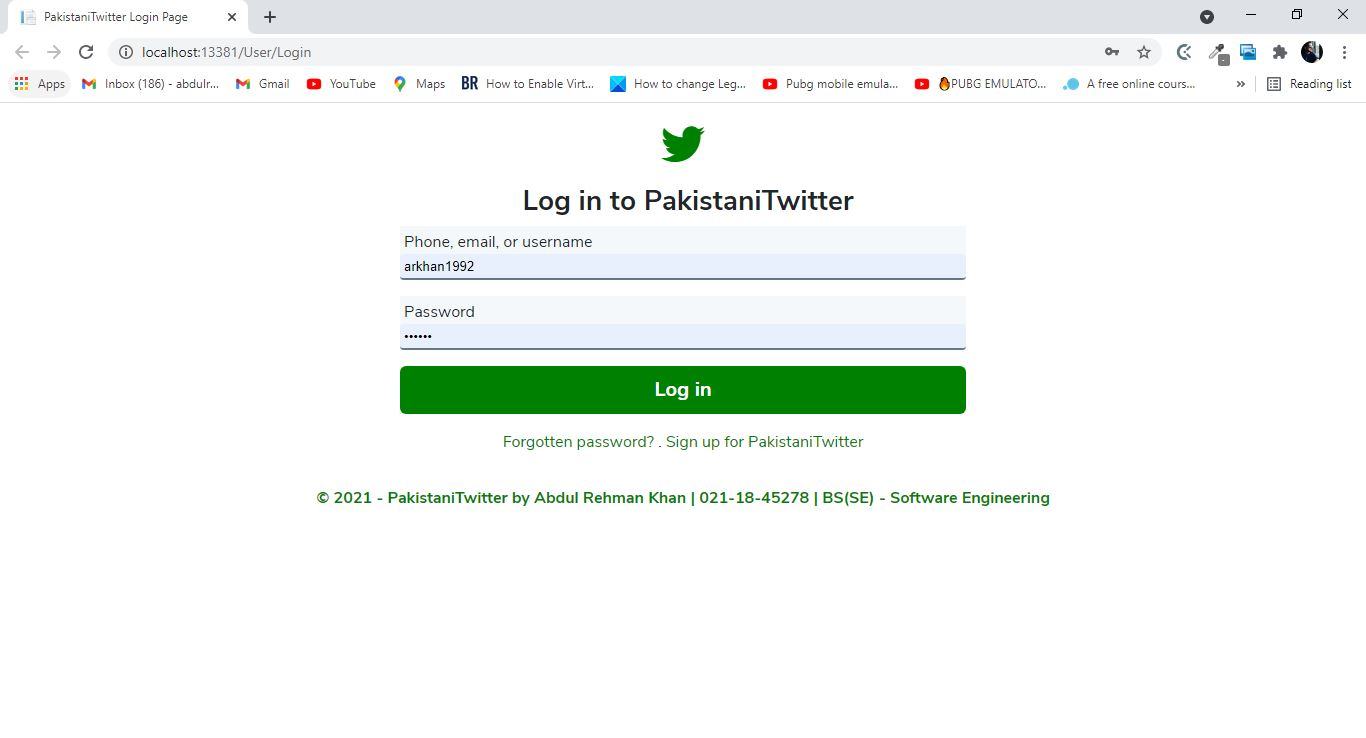 PakistaniTwitter Login Page
localhost:13381/User/Login
Apps Inbox (186) - abdulr... Gmail YouTube Maps BR How to Enable Virt... How to change Leg... Pubg mobile emula... 🔥PUBG EMULATO... A free online cours... » Reading list
Log in to PakistaniTwitter
Phone, email, or username
arkhan1992
Password
••••••
Log in
Forgotten password? . Sign up for PakistaniTwitter
© 2021 - PakistaniTwitter by Abdul Rehman Khan | 021-18-45278 | BS(SE) - Software Engineering